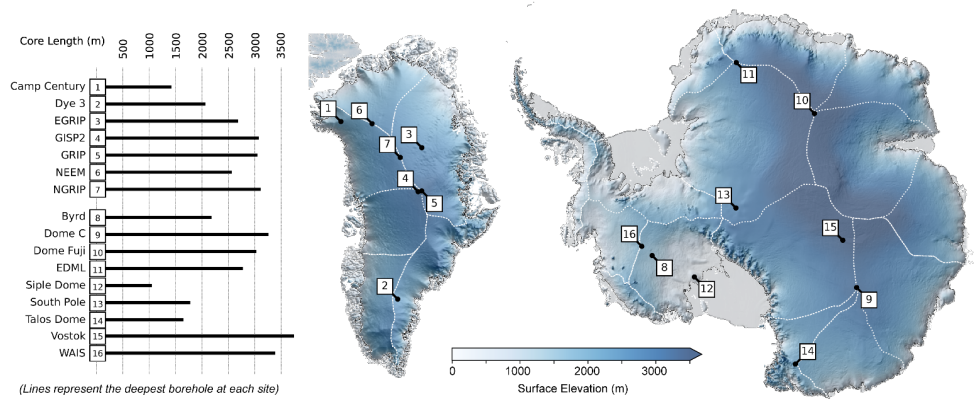 Core Length (m)
500 1000 1500 2000 2500 3000 3500
Camp Century 1
Dye 3 2
EGRIP 3
GISP2 4
GRIP 5
NEEM 6
NGRIP 7
Byrd 8
Dome C 9
Dome Fuji 10
EDML 11
Siple Dome 12
South Pole 13
Talos Dome 14
Vostok 15
WAIS 16
(Lines represent the deepest borehole at each site)
1 6
3
7
4
5
2
11
10
13
15
16
8
12
9
14
0 1000 2000 3000
Surface Elevation (m)